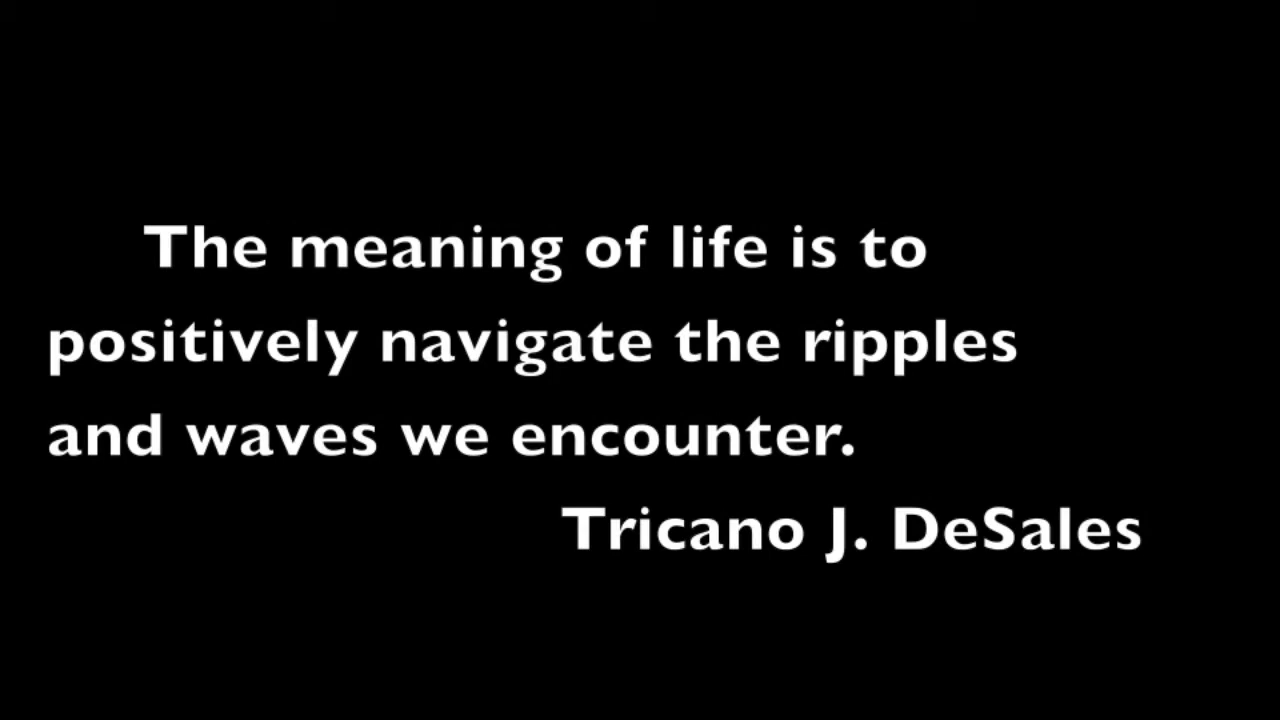 The meaning of life is to
positively navigate the ripples
and waves we encounter.
Tricano J. DeSales